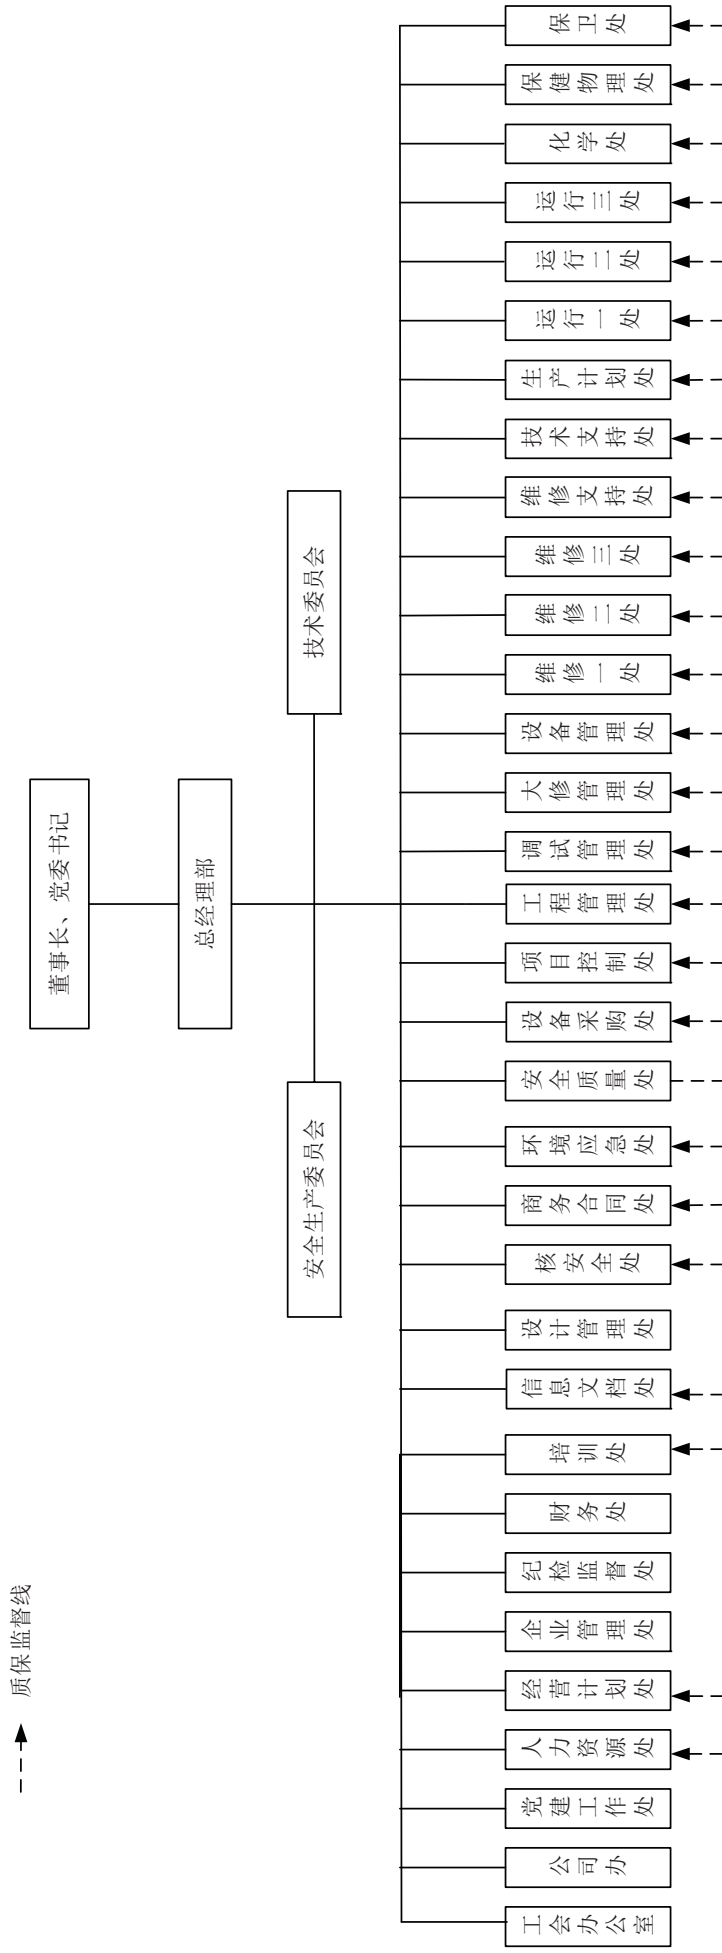 质保监督线
董事长、党委书记
总经理部
安全生产委员会
技术委员会
工会办公室
公司办
党建工作处
人力资源处
经营计划处
企业管理处
纪检监督处
财务处
培训处
信息文档处
设计管理处
核安全处
商务合同处
环境应急处
安全质量处
设备采购处
项目控制处
工程管理处
调试管理处
大修管理处
设备管理处
维修一处
维修二处
维修三处
维修支持处
技术支持处
生产计划处
运行一处
运行二处
运行三处
化学处
保健物理处
保卫处